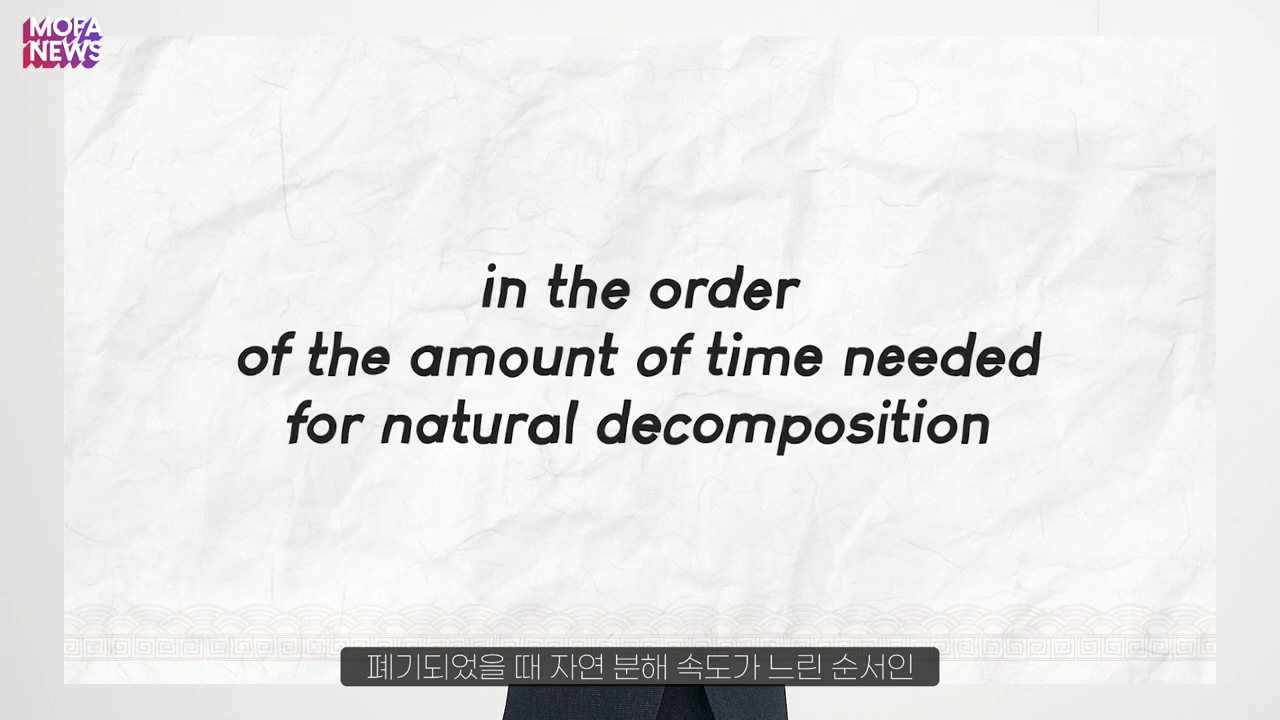 MOFA
NEWS
in the order
of the amount of time needed
for natural decomposition
폐기되었을 때 자연 분해 속도가 느린 순서인